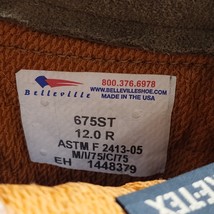 800.376.6978
Belleville
WWW.BELLEVILLESHOE.COM
MADE IN THE USA
675ST
12.0 R
ASTM F 2413-05
M/I/75/C/75
EH 1448379
-TEX